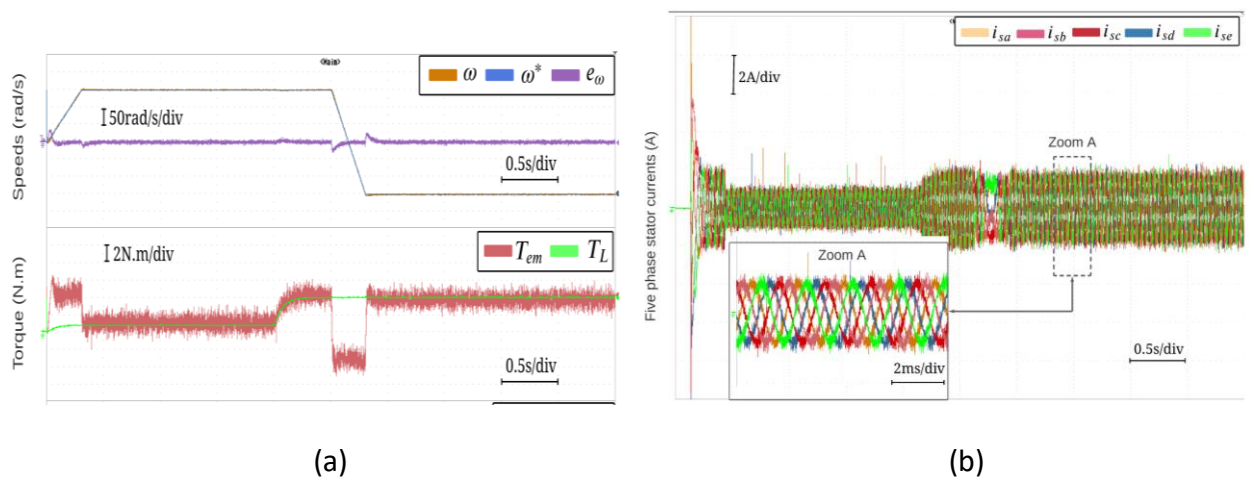 ω ω* e_ω
50rad/s/div
0.5s/div
Speeds (rad/s)
2N.m/div
T_em T_L
0.5s/div
Torque (N.m)
(a)
i_sa i_sb i_sc i_sd i_se
2A/div
Zoom A
Five phase stator currents (A)
Zoom A
2ms/div
0.5s/div
(b)